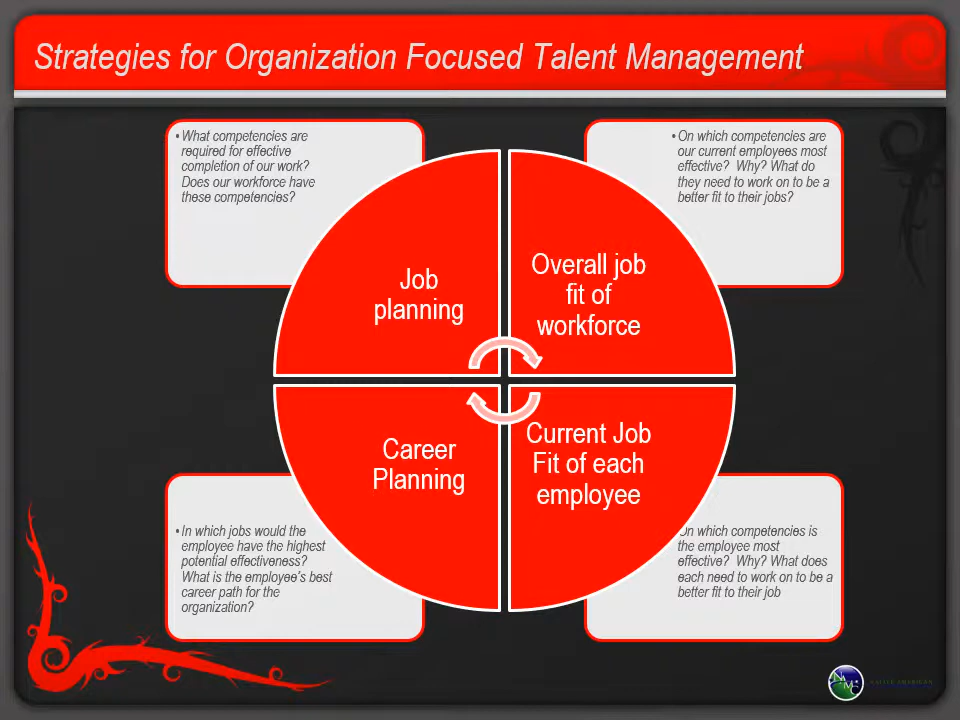 Strategies for Organization Focused Talent Management
•What competencies are
required for effective
completion of our work?
Does our workforce have
these competencies?
•On which competencies are
our current employees most
effective? Why? What do
they need to work on to be a
better fit to their jobs?
Job
planning
Overall job
fit of
workforce
Career
Planning
Current Job
Fit of each
employee
•In which jobs would the
employee have the highest
potential effectiveness?
What is the employee's best
career path for the
organization?
On which competencies is
the employee most
effective? Why? What does
each need to work on to be a
better fit to their job
NMC
NATIVE AMERICAN